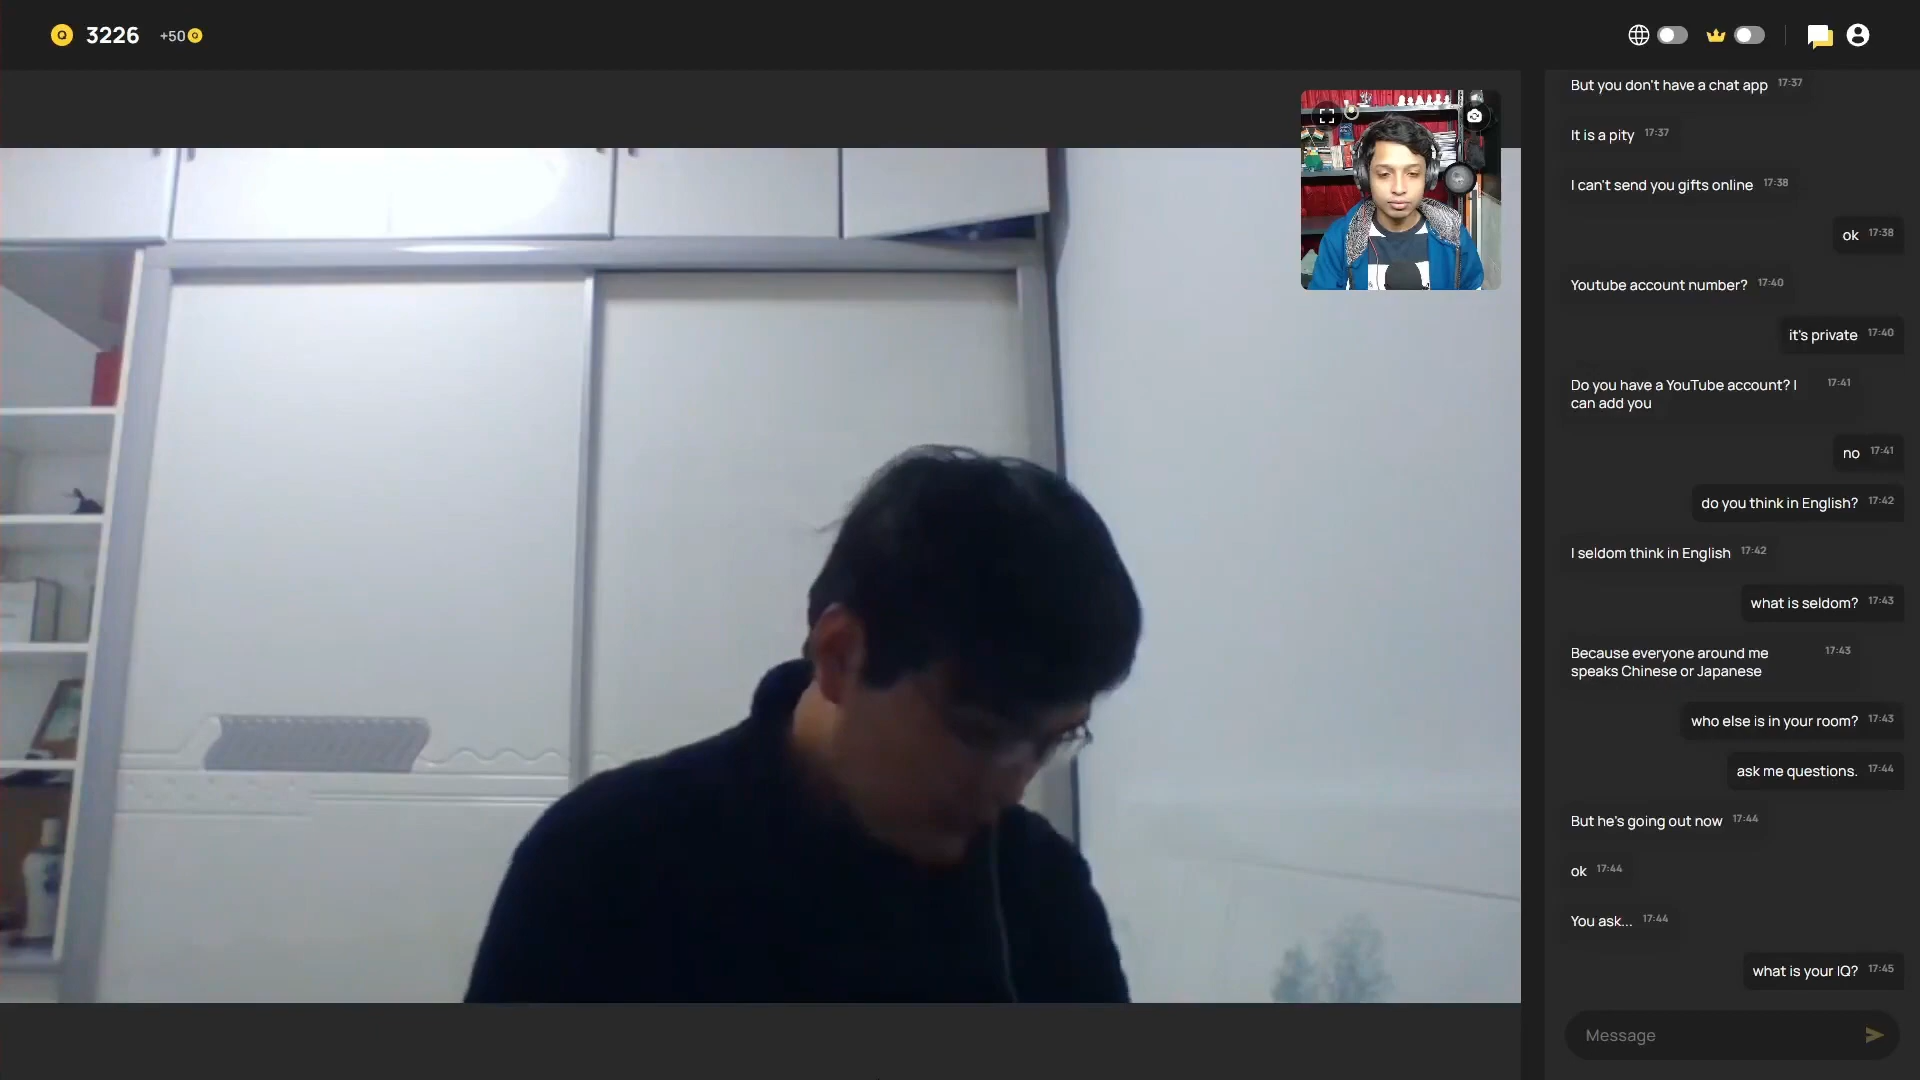 3226 +50
But you don't have a chat app 17:37
It is a pity 17:37
I can't send you gifts online 17:38
ok 17:38
Youtube account number? 17:40
it's private 17:40
Do you have a YouTube account? I 17:41
can add you
no 17:41
do you think in English? 17:42
I seldom think in English 17:42
what is seldom? 17:43
Because everyone around me 17:43
speaks Chinese or Japanese
who else is in your room? 17:43
ask me questions. 17:44
But he's going out now 17:44
ok 17:44
You ask... 17:44
what is your IQ? 17:45
Message